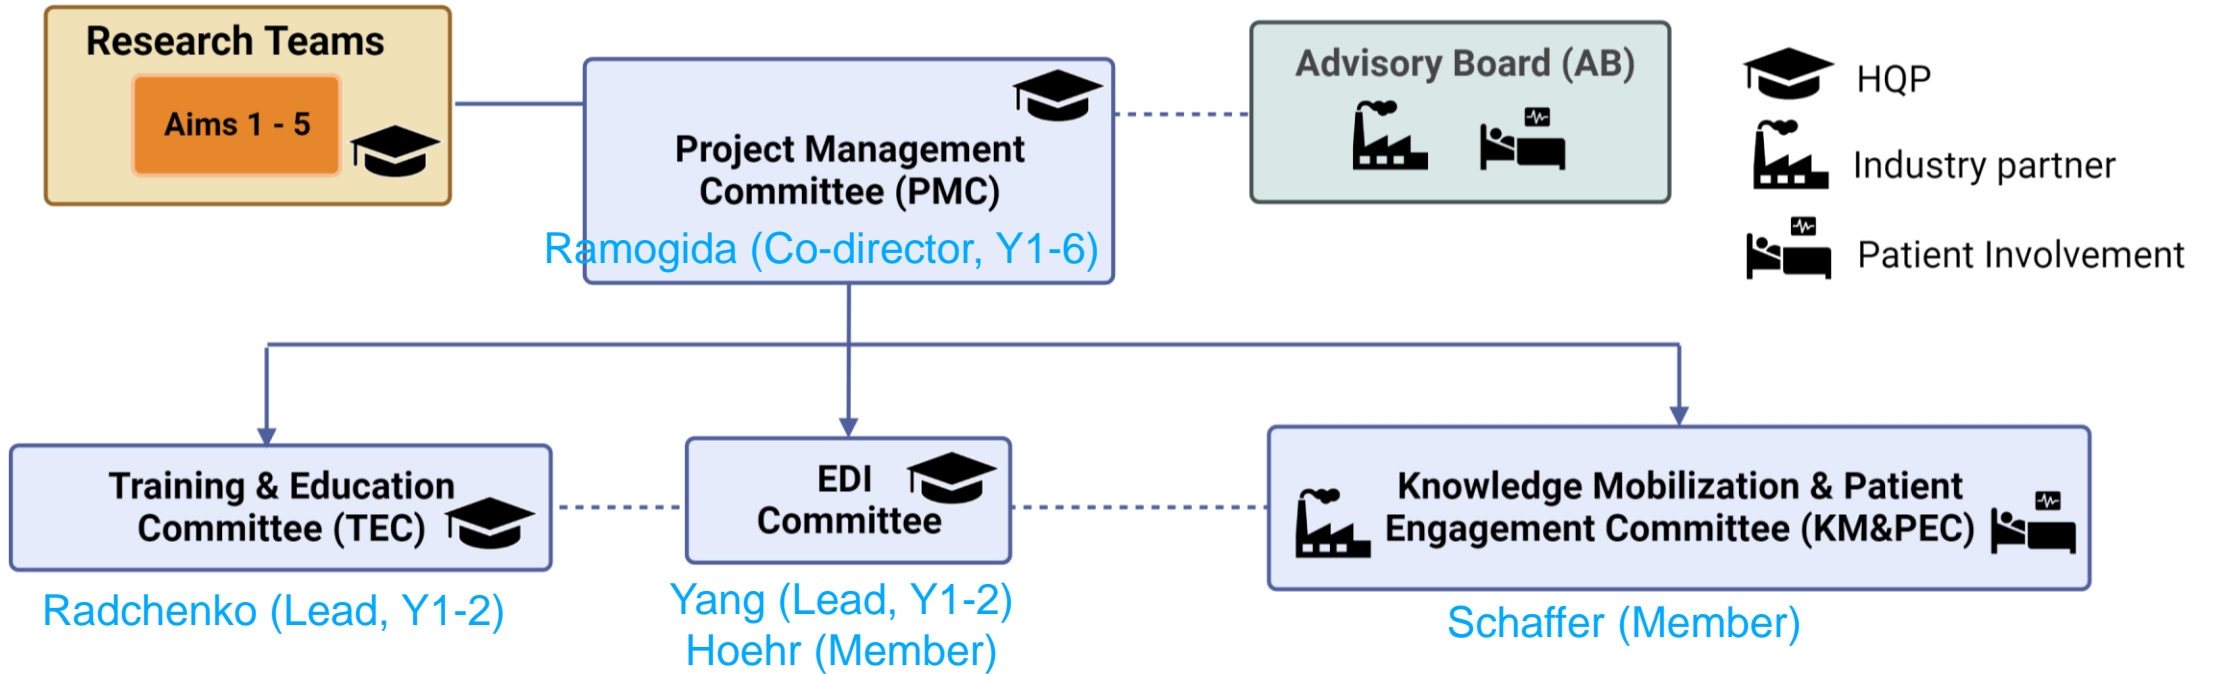 Research Teams
Aims 1 - 5
Project Management
Committee (PMC)
Ramogida (Co-director, Y1-6)
Advisory Board (AB)
HQP
Industry partner
Patient Involvement
Training & Education
Committee (TEC)
Radchenko (Lead, Y1-2)
EDI
Committee
Yang (Lead, Y1-2)
Hoehr (Member)
Knowledge Mobilization & Patient
Engagement Committee (KM&PEC)
Schaffer (Member)